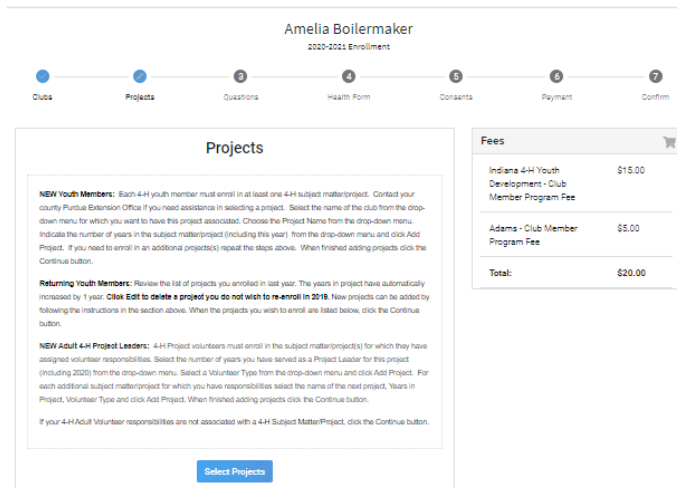 Amelia Boilermaker
2020-2021 Enrollment
3 4 5 6 7
Clubs Projects Questions Health Form Consents Payment Confirm
Projects
NEW Youth Members: Each 4-H youth member must enroll in at least one 4-H subject matter/project. Contact your
county Purdue Extension Office if you need assistance in selecting a project. Select the name of the club from the drop-
down menu for which you want to have this project associated. Choose the Project Name from the drop-down menu.
Indicate the number of years in the subject matter/project (including this year) from the drop-down menu and click Add
Project. If you need to enroll in an additional projects(s) repeat the steps above. When finished adding projects click the
Continue button.
Returning Youth Members: Review the list of projects you enrolled in last year. The years in project have automatically
increased by 1 year. Click Edit to delete a project you do not wish to re-enroll in 2019. New projects can be added by
following the instructions in the section above. When the projects you wish to enroll are listed below, click the Continue
button.
NEW Adult 4-H Project Leaders: 4-H Project volunteers must enroll in the subject matter/project(s) for which they have
assigned volunteer responsibilities. Select the number of years you have served as a Project Leader for this project
(including 2020) from the drop-down menu. Select a Volunteer Type from the drop-down menu and click Add Project. For
each additional subject matter/project for which you have responsibilities select the name of the next project, Years in
Project, Volunteer Type and click Add Project. When finished adding projects click the Continue button.
If your 4-H Adult Volunteer responsibilities are not associated with a 4-H Subject Matter/Project, click the Continue button.
Select Projects
Fees
Indiana 4-H Youth $15.00
Development - Club
Member Program Fee
Adams - Club Member $5.00
Program Fee
Total: $20.00